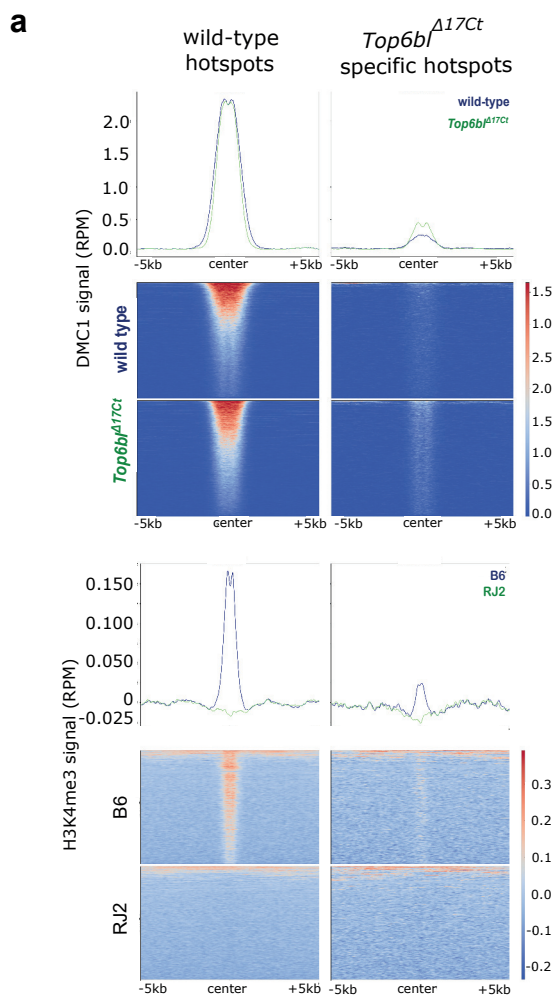 a
wild-type
hotspots
Top6bl^Δ17Ct
specific hotspots
DMC1 signal (RPM)
2.0
1.5
1.0
0.5
0.0
wild-type
Top6bl^Δ17Ct
-5kb center +5kb
-5kb center +5kb
wild type
Top6bl^Δ17Ct
1.5
1.0
2.0
1.5
1.0
0.5
0.0
-5kb center +5kb
-5kb center +5kb
H3K4me3 signal (RPM)
0.150
0.100
0.050
0
-0.025
B6
RJ2
B6
RJ2
0.3
0.2
0.1
0.0
-0.1
-0.2
-5kb center +5kb
-5kb center +5kb